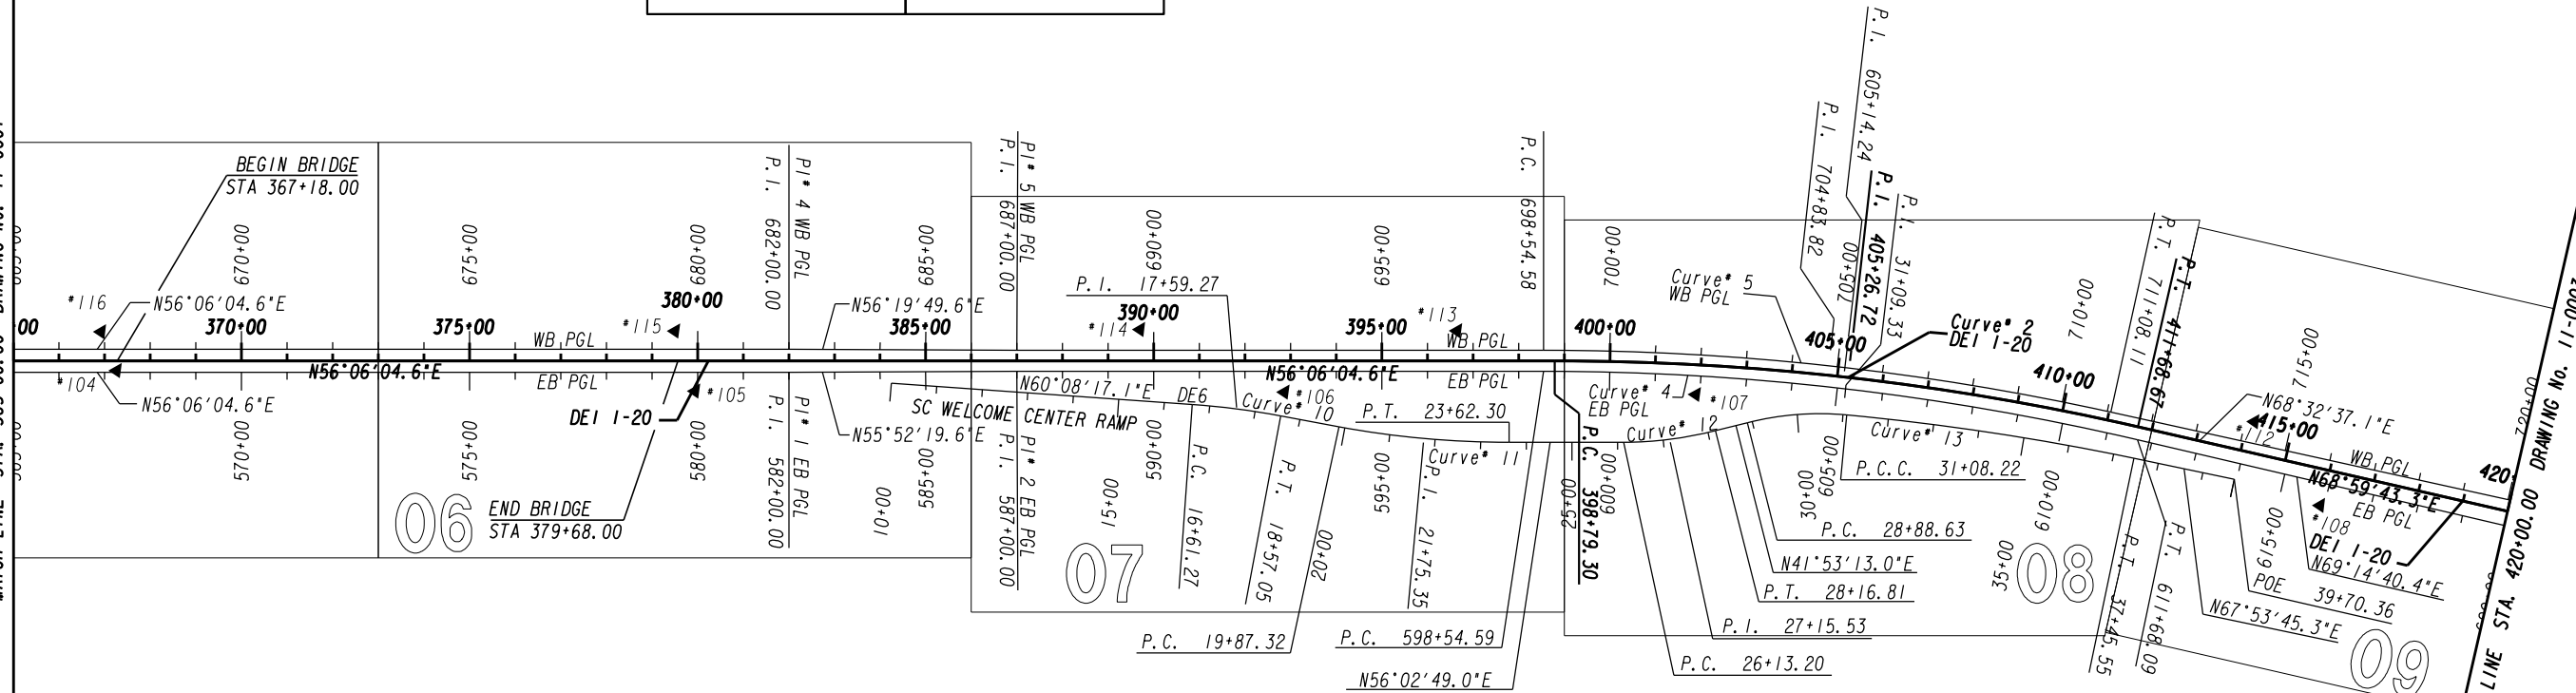 BEGIN BRIDGE
STA 367+18.00
#116
N56°06'04.6"E
370+00
375+00
380+00
385+00
390+00
395+00
400+00
405+00
410+00
415+00
670+00
675+00
680+00
685+00
690+00
695+00
700+00
705+00
710+00
715+00
720+00
#115
WB PGL
EB PGL
N56°06'04.6"E
#104
N56°06'04.6"E
DE1 I-20
#105
06
END BRIDGE
STA 379+68.00
570+00
575+00
580+00
585+00
590+00
595+00
600+00
605+00
610+00
615+00
PI# 4 WB PGL
P.I. 682+00.00
PI# 1 EB PGL
P.I. 582+00.00
N56°19'49.6"E
N55°52'19.6"E
PI# 5 WB PGL
P.I. 687+00.00
PI# 2 EB PGL
P.I. 587+00.00
P.I. 17+59.27
#114
#113
WB PGL
N60°08'17.1"E
DE6
SC WELCOME CENTER RAMP
Curve# 10
N56°06'04.6"E
#106
EB PGL
P.T. 23+62.30
Curve# 11
10+00
15+00
20+00
25+00
30+00
35+00
07
P.C. 16+61.27
P.T. 18+57.05
P.I. 21+75.35
P.C. 19+87.32
P.C. 598+54.59
N56°02'49.0"E
P.C. 698+54.58
P.C. 398+79.30
Curve# 4
EB PGL
#107
Curve# 12
Curve# 5
WB PGL
P.I. 704+83.82
P.I. 605+14.24
P.I. 405+26.72
P.I. 31+09.33
Curve# 2
DE1 I-20
Curve# 13
P.C.C. 31+08.22
P.C. 28+88.63
N41°53'13.0"E
P.T. 28+16.81
P.I. 27+15.53
P.C. 26+13.20
08
P.T. 711+08.11
P.T. 411+68.67
N68°32'37.1"E
#112
WB PGL
N68°59'43.3"E
EB PGL
#108
DE1 I-20
N69°14'40.4"E
POE 39+70.36
N67°53'45.3"E
P.T. 611+68.09
37+45.55
09
LINE STA. 420+00.00 DRAWING No.